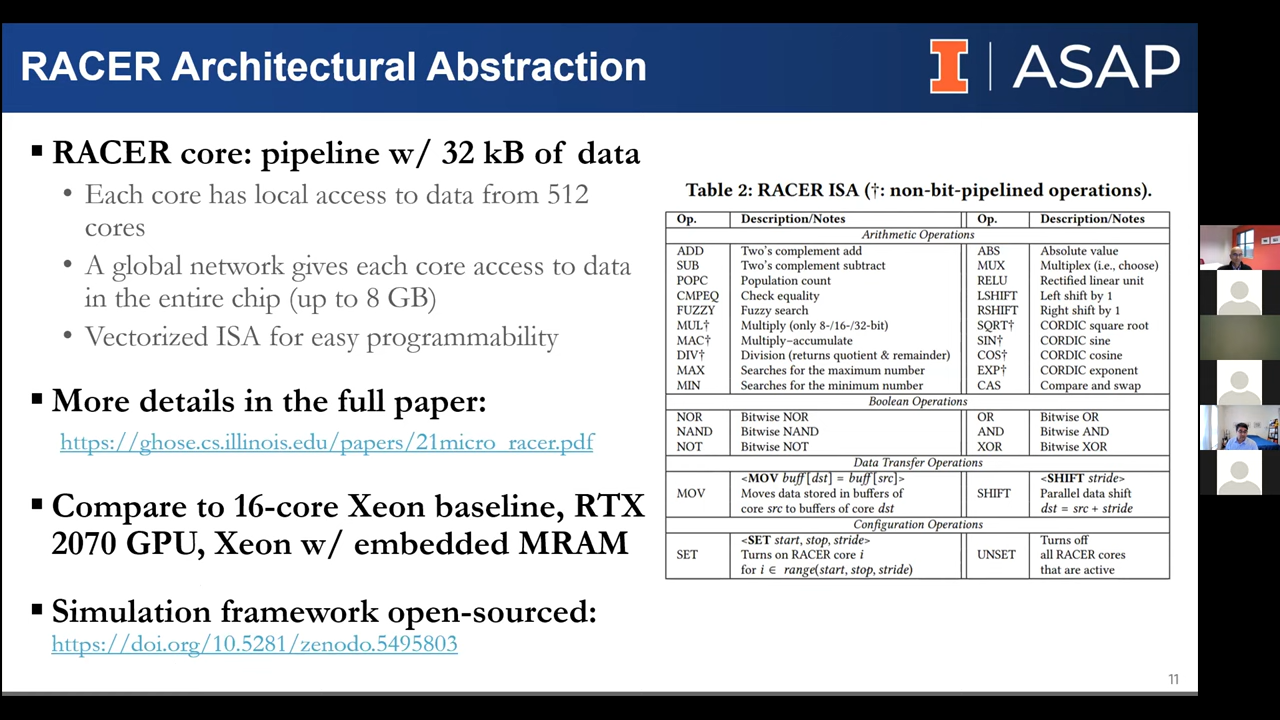 RACER Architectural Abstraction
I ASAP
▪ RACER core: pipeline w/ 32 kB of data
• Each core has local access to data from 512
cores
• A global network gives each core access to data
in the entire chip (up to 8 GB)
• Vectorized ISA for easy programmability
▪ More details in the full paper:
https://ghose.cs.illinois.edu/papers/21micro_racer.pdf
▪ Compare to 16-core Xeon baseline, RTX
2070 GPU, Xeon w/ embedded MRAM
▪ Simulation framework open-sourced:
https://doi.org/10.5281/zenodo.5495803
Table 2: RACER ISA (†: non-bit-pipelined operations).
Op. Description/Notes Op. Description/Notes
Arithmetic Operations
ADD Two's complement add ABS Absolute value
SUB Two's complement subtract MUX Multiplex (i.e., choose)
POPC Population count RELU Rectified linear unit
CMPEQ Check equality LSHIFT Left shift by 1
FUZZY Fuzzy search RSHIFT Right shift by 1
MUL† Multiply (only 8-/16-/32-bit) SQRT† CORDIC square root
MAC† Multiply–accumulate SIN† CORDIC sine
DIV† Division (returns quotient & remainder) COS† CORDIC cosine
MAX Searches for the maximum number EXP† CORDIC exponent
MIN Searches for the minimum number CAS Compare and swap
Boolean Operations
NOR Bitwise NOR OR Bitwise OR
NAND Bitwise NAND AND Bitwise AND
NOT Bitwise NOT XOR Bitwise XOR
Data Transfer Operations
<MOV buff[dst] = buff[src]> <SHIFT stride>
MOV Moves data stored in buffers of SHIFT Parallel data shift
core src to buffers of core dst dst = src + stride
Configuration Operations
<SET start, stop, stride> Turns off
SET Turns on RACER core i UNSET all RACER cores
for i ∈ range(start, stop, stride) that are active
11